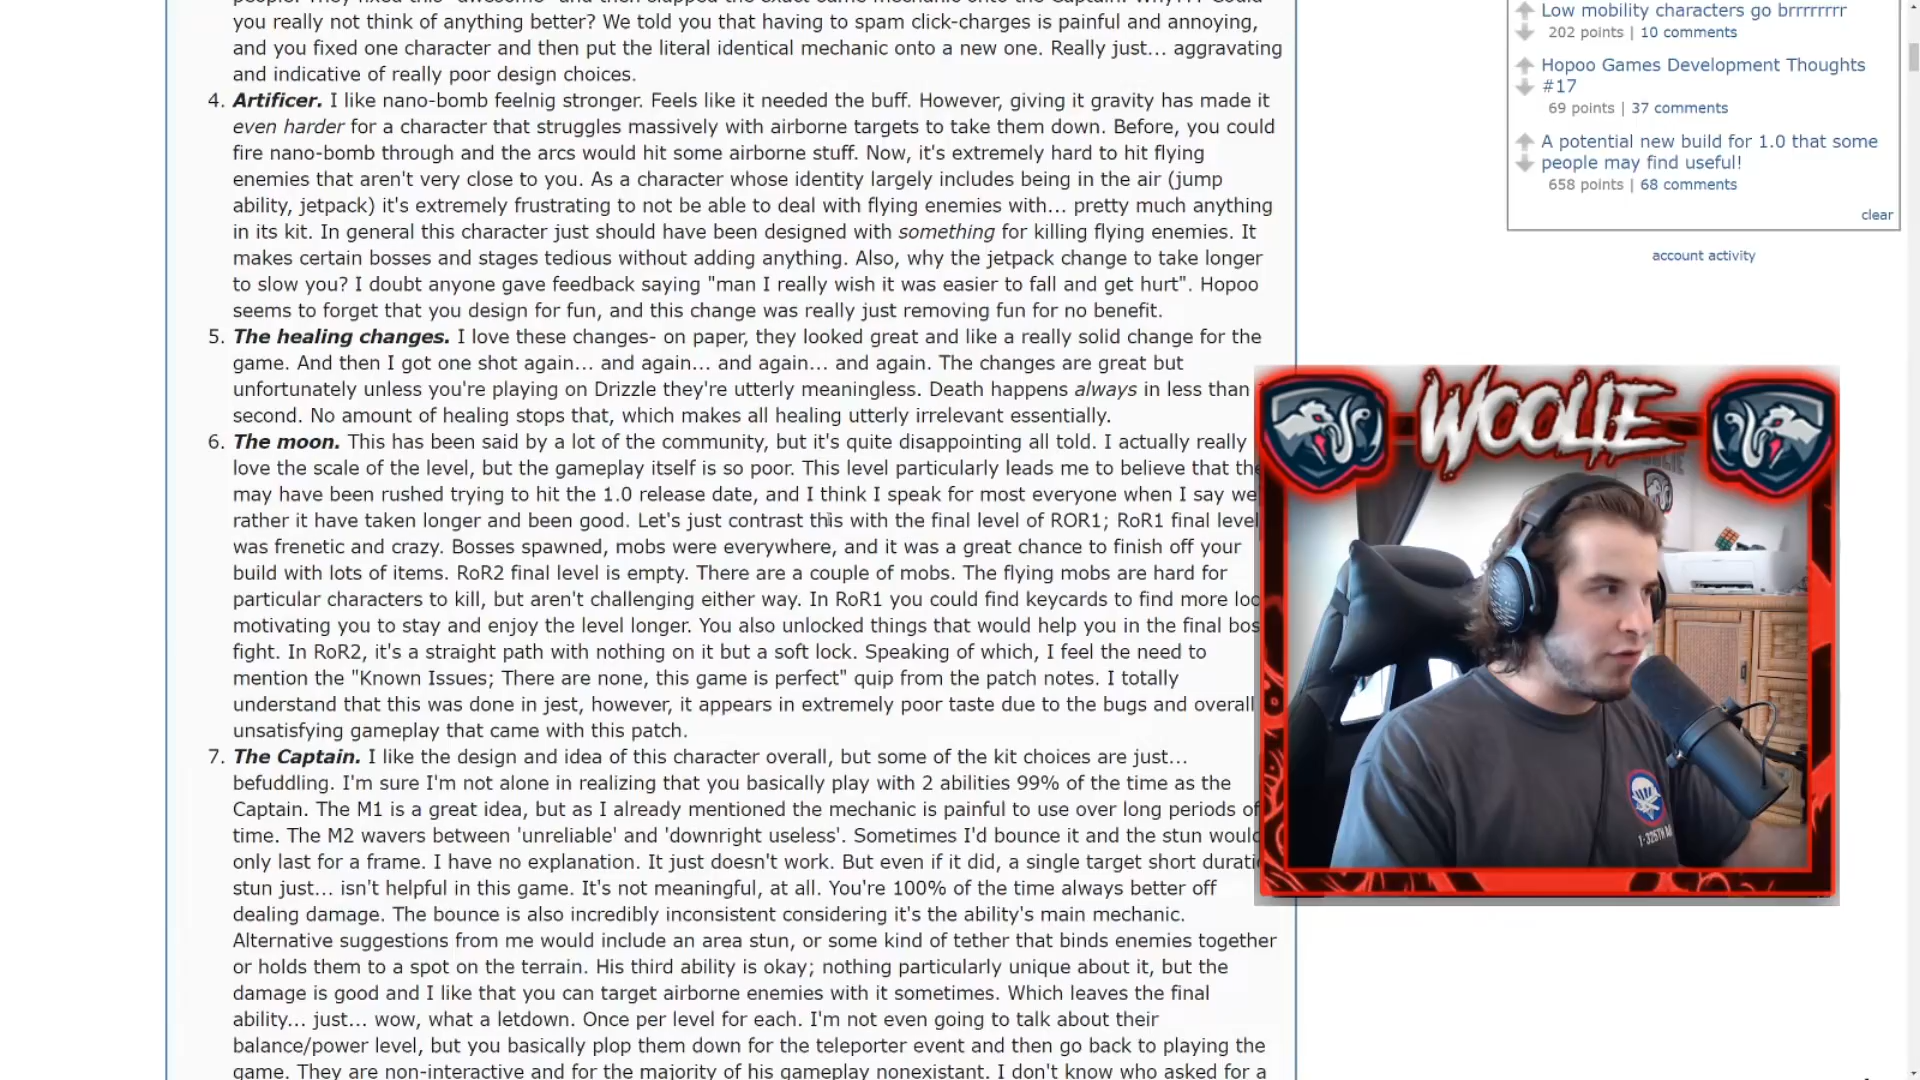 you really not think of anything better? We told you that having to spam click-charges is painful and annoying,
and you fixed one character and then put the literal identical mechanic onto a new one. Really just... aggravating
and indicative of really poor design choices.
4. Artificer. I like nano-bomb feelnig stronger. Feels like it needed the buff. However, giving it gravity has made it
even harder for a character that struggles massively with airborne targets to take them down. Before, you could
fire nano-bomb through and the arcs would hit some airborne stuff. Now, it's extremely hard to hit flying
enemies that aren't very close to you. As a character whose identity largely includes being in the air (jump
ability, jetpack) it's extremely frustrating to not be able to deal with flying enemies with... pretty much anything
in its kit. In general this character just should have been designed with something for killing flying enemies. It
makes certain bosses and stages tedious without adding anything. Also, why the jetpack change to take longer
to slow you? I doubt anyone gave feedback saying "man I really wish it was easier to fall and get hurt". Hopoo
seems to forget that you design for fun, and this change was really just removing fun for no benefit.
5. The healing changes. I love these changes- on paper, they looked great and like a really solid change for the
game. And then I got one shot again... and again... and again... and again. The changes are great but
unfortunately unless you're playing on Drizzle they're utterly meaningless. Death happens always in less than
second. No amount of healing stops that, which makes all healing utterly irrelevant essentially.
6. The moon. This has been said by a lot of the community, but it's quite disappointing all told. I actually really
love the scale of the level, but the gameplay itself is so poor. This level particularly leads me to believe that the
may have been rushed trying to hit the 1.0 release date, and I think I speak for most everyone when I say we
rather it have taken longer and been good. Let's just contrast this with the final level of ROR1; RoR1 final level
was frenetic and crazy. Bosses spawned, mobs were everywhere, and it was a great chance to finish off your
build with lots of items. RoR2 final level is empty. There are a couple of mobs. The flying mobs are hard for
particular characters to kill, but aren't challenging either way. In RoR1 you could find keycards to find more loo
motivating you to stay and enjoy the level longer. You also unlocked things that would help you in the final bos
fight. In RoR2, it's a straight path with nothing on it but a soft lock. Speaking of which, I feel the need to
mention the "Known Issues; There are none, this game is perfect" quip from the patch notes. I totally
understand that this was done in jest, however, it appears in extremely poor taste due to the bugs and overall
unsatisfying gameplay that came with this patch.
7. The Captain. I like the design and idea of this character overall, but some of the kit choices are just...
befuddling. I'm sure I'm not alone in realizing that you basically play with 2 abilities 99% of the time as the
Captain. The M1 is a great idea, but as I already mentioned the mechanic is painful to use over long periods of
time. The M2 wavers between 'unreliable' and 'downright useless'. Sometimes I'd bounce it and the stun would
only last for a frame. I have no explanation. It just doesn't work. But even if it did, a single target short durati
stun just... isn't helpful in this game. It's not meaningful, at all. You're 100% of the time always better off
dealing damage. The bounce is also incredibly inconsistent considering it's the ability's main mechanic.
Alternative suggestions from me would include an area stun, or some kind of tether that binds enemies together
or holds them to a spot on the terrain. His third ability is okay; nothing particularly unique about it, but the
damage is good and I like that you can target airborne enemies with it sometimes. Which leaves the final
ability... just... wow, what a letdown. Once per level for each. I'm not even going to talk about their
balance/power level, but you basically plop them down for the teleporter event and then go back to playing the
game. They are non-interactive and for the majority of his gameplay nonexistant. I don't know who asked for a
Low mobility characters go brrrrrrrr
202 points | 10 comments
Hopoo Games Development Thoughts
#17
69 points | 37 comments
A potential new build for 1.0 that some
people may find useful!
658 points | 68 comments
clear
account activity
WOOLIE